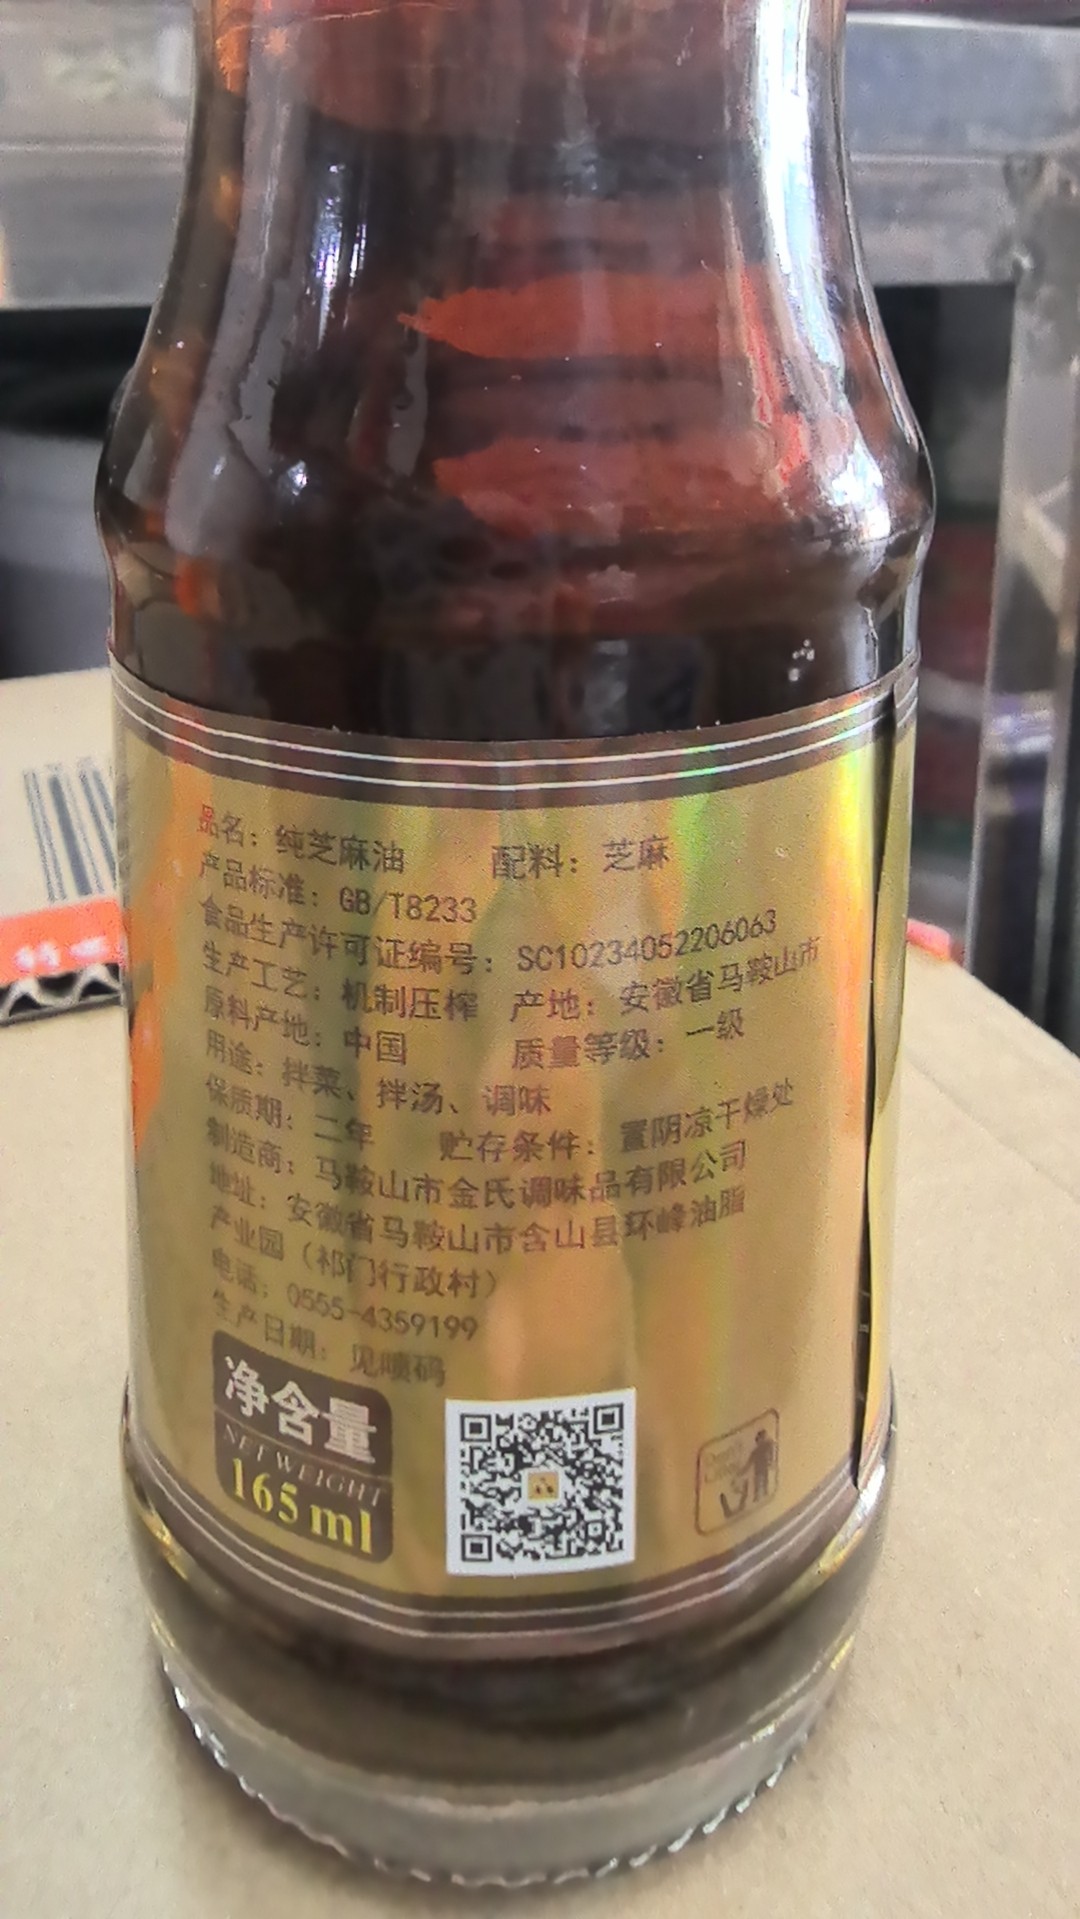 品名：纯芝麻油 配料：芝麻
产品标准：GB/T8233
食品生产许可证编号：SC10234052206063
生产工艺：机制压榨 产地：安徽省马鞍山市
原料产地：中国 质量等级：一级
用途：拌菜、拌汤、调味
保质期：二年 贮存条件：置阴凉干燥处
制造商：马鞍山市金氏调味品有限公司
地址：安徽省马鞍山市含山县环峰油脂
产业园（祁门行政村）
电话：0555-4359199
生产日期：见喷码
净含量
NET WEIGHT
165ml